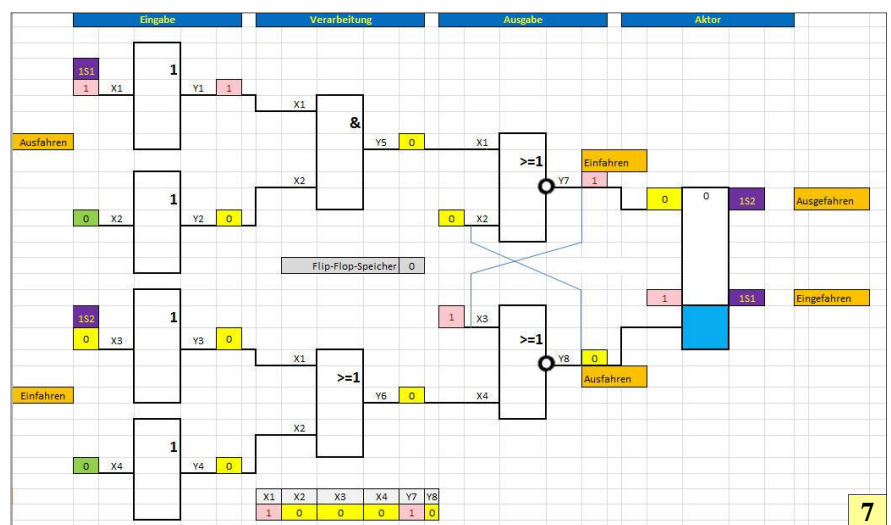 Eingabe Verarbeitung Ausgabe Aktor
1S1 1
1 X1 Y1 1
X1
&
Ausfahren Y5 0 X1
>=1 Einfahren
1 X2 Y7 1
0 0 1S2 Ausgefahren
0 X2 Y2 0 0 X2
Flip-Flop-Speicher 0
1 1S1 Eingefahren
1S2 1 1 X3
0 X3 Y3 0 >=1
X1 Y8 0
>=1 Ausfahren
Einfahren Y6 0 X4
1 X2
0 X4 Y4 0
X1 X2 X3 X4 Y7 Y8
1 0 0 0 1 0
7